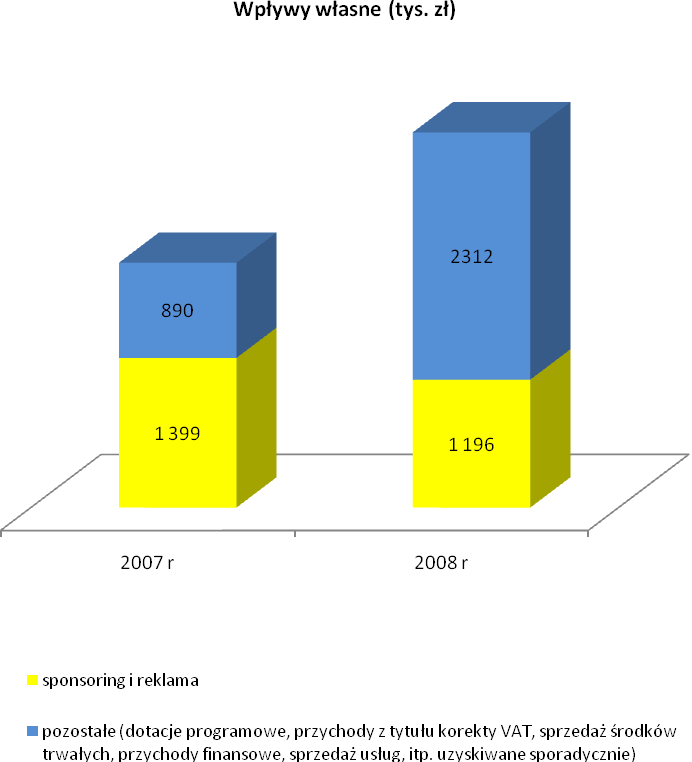 Wpływy własne (tys. zł)
2312
890
1 399
1 196
2007 r
2008 r
sponsoring i reklama
pozostałe (dotacje programowe, przychody z tytułu korekty VAT, sprzedaż środków
trwałych, przychody finansowe, sprzedaż usług, itp. uzyskiwane sporadycznie)